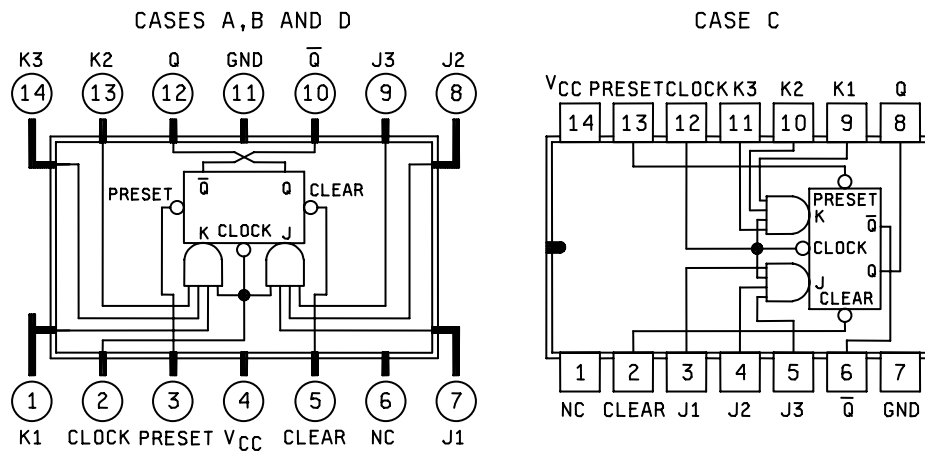 CASES A,B AND D
K3 K2 Q GND Q̅ J3 J2
14 13 12 11 10 9 8
Q̅ Q
PRESET CLEAR
K CLOCK J
1 2 3 4 5 6 7
K1 CLOCK PRESET VCC CLEAR NC J1
CASE C
VCC PRESET CLOCK K3 K2 K1 Q
14 13 12 11 10 9 8
PRESET
K
Q̅
CLOCK
Q
J
CLEAR
1 2 3 4 5 6 7
NC CLEAR J1 J2 J3 Q̅ GND